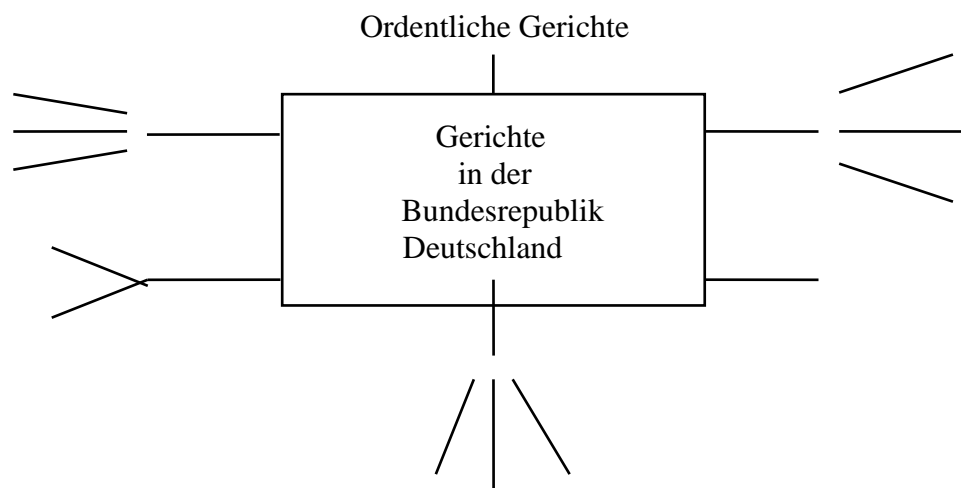 Ordentliche Gerichte
Gerichte
in der
Bundesrepublik
Deutschland